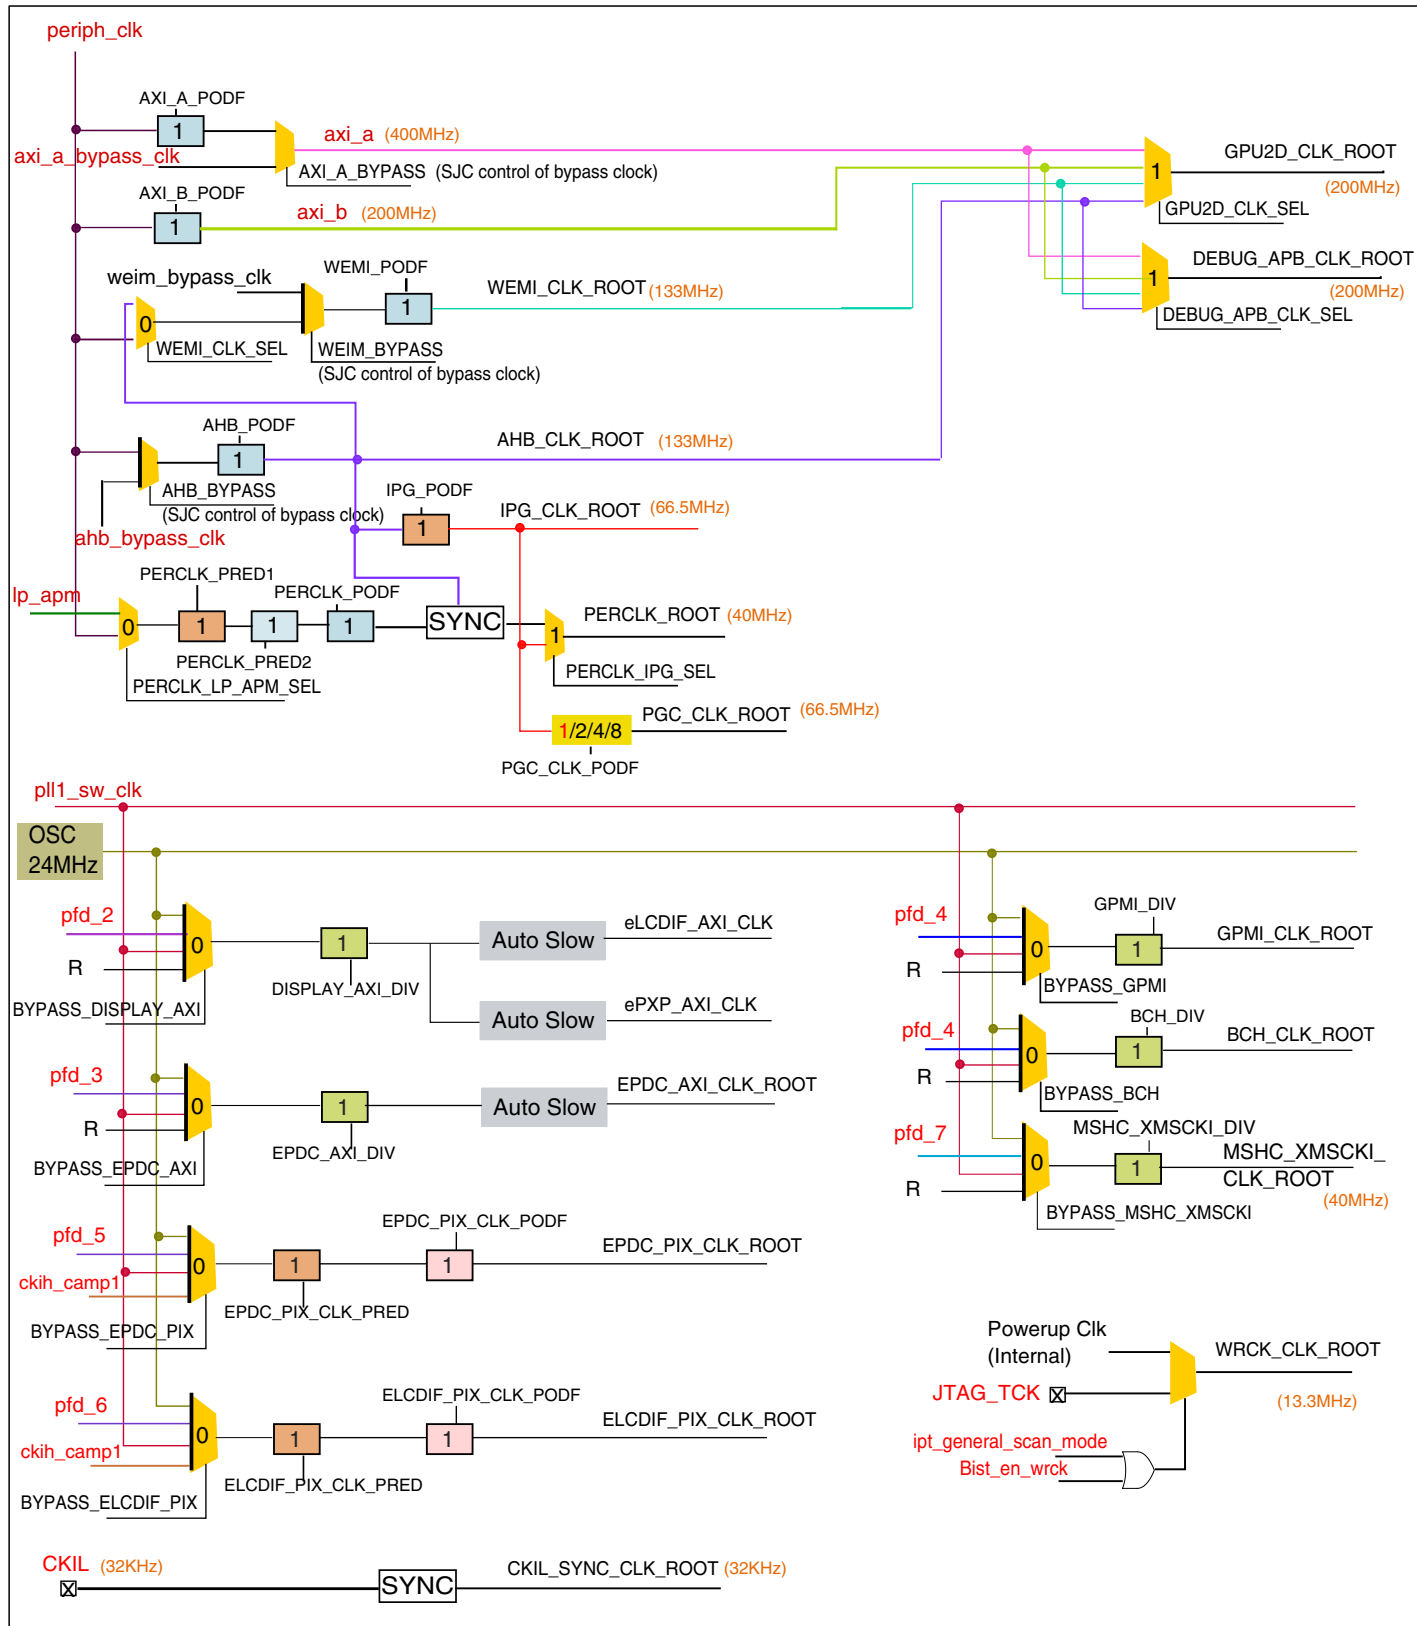 periph_clk
AXI_A_PODF
1
axi_a (400MHz)
axi_a_bypass_clk
AXI_A_BYPASS (SJC control of bypass clock)
GPU2D_CLK_ROOT
1
(200MHz)
GPU2D_CLK_SEL
AXI_B_PODF
1
axi_b (200MHz)
DEBUG_APB_CLK_ROOT
1
(200MHz)
DEBUG_APB_CLK_SEL
weim_bypass_clk
WEMI_PODF
1
WEMI_CLK_ROOT (133MHz)
0
WEMI_CLK_SEL
WEIM_BYPASS
(SJC control of bypass clock)
AHB_PODF
1
AHB_CLK_ROOT (133MHz)
AHB_BYPASS
(SJC control of bypass clock)
ahb_bypass_clk
IPG_PODF
1
IPG_CLK_ROOT (66.5MHz)
lp_apm
0
PERCLK_PRED1
1
1
PERCLK_PRED2
PERCLK_PODF
1
SYNC
1
PERCLK_ROOT (40MHz)
PERCLK_IPG_SEL
PERCLK_LP_APM_SEL
1/2/4/8
PGC_CLK_ROOT (66.5MHz)
PGC_CLK_PODF
pll1_sw_clk
OSC
24MHz
pfd_2
R
0
BYPASS_DISPLAY_AXI
1
DISPLAY_AXI_DIV
Auto Slow
eLCDIF_AXI_CLK
Auto Slow
ePXP_AXI_CLK
pfd_3
R
0
BYPASS_EPDC_AXI
1
EPDC_AXI_DIV
Auto Slow
EPDC_AXI_CLK_ROOT
pfd_5
ckih_camp1
0
BYPASS_EPDC_PIX
1
EPDC_PIX_CLK_PRED
EPDC_PIX_CLK_PODF
1
EPDC_PIX_CLK_ROOT
pfd_6
ckih_camp1
0
BYPASS_ELCDIF_PIX
1
ELCDIF_PIX_CLK_PRED
ELCDIF_PIX_CLK_PODF
1
ELCDIF_PIX_CLK_ROOT
pfd_4
R
0
BYPASS_GPMI
GPMI_DIV
1
GPMI_CLK_ROOT
pfd_4
R
0
BYPASS_BCH
BCH_DIV
1
BCH_CLK_ROOT
pfd_7
R
0
BYPASS_MSHC_XMSCKI
MSHC_XMSCKI_DIV
1
MSHC_XMSCKI_
CLK_ROOT
(40MHz)
Powerup Clk
(Internal)
JTAG_TCK
WRCK_CLK_ROOT
(13.3MHz)
ipt_general_scan_mode
Bist_en_wrck
CKIL (32KHz)
SYNC
CKIL_SYNC_CLK_ROOT (32KHz)